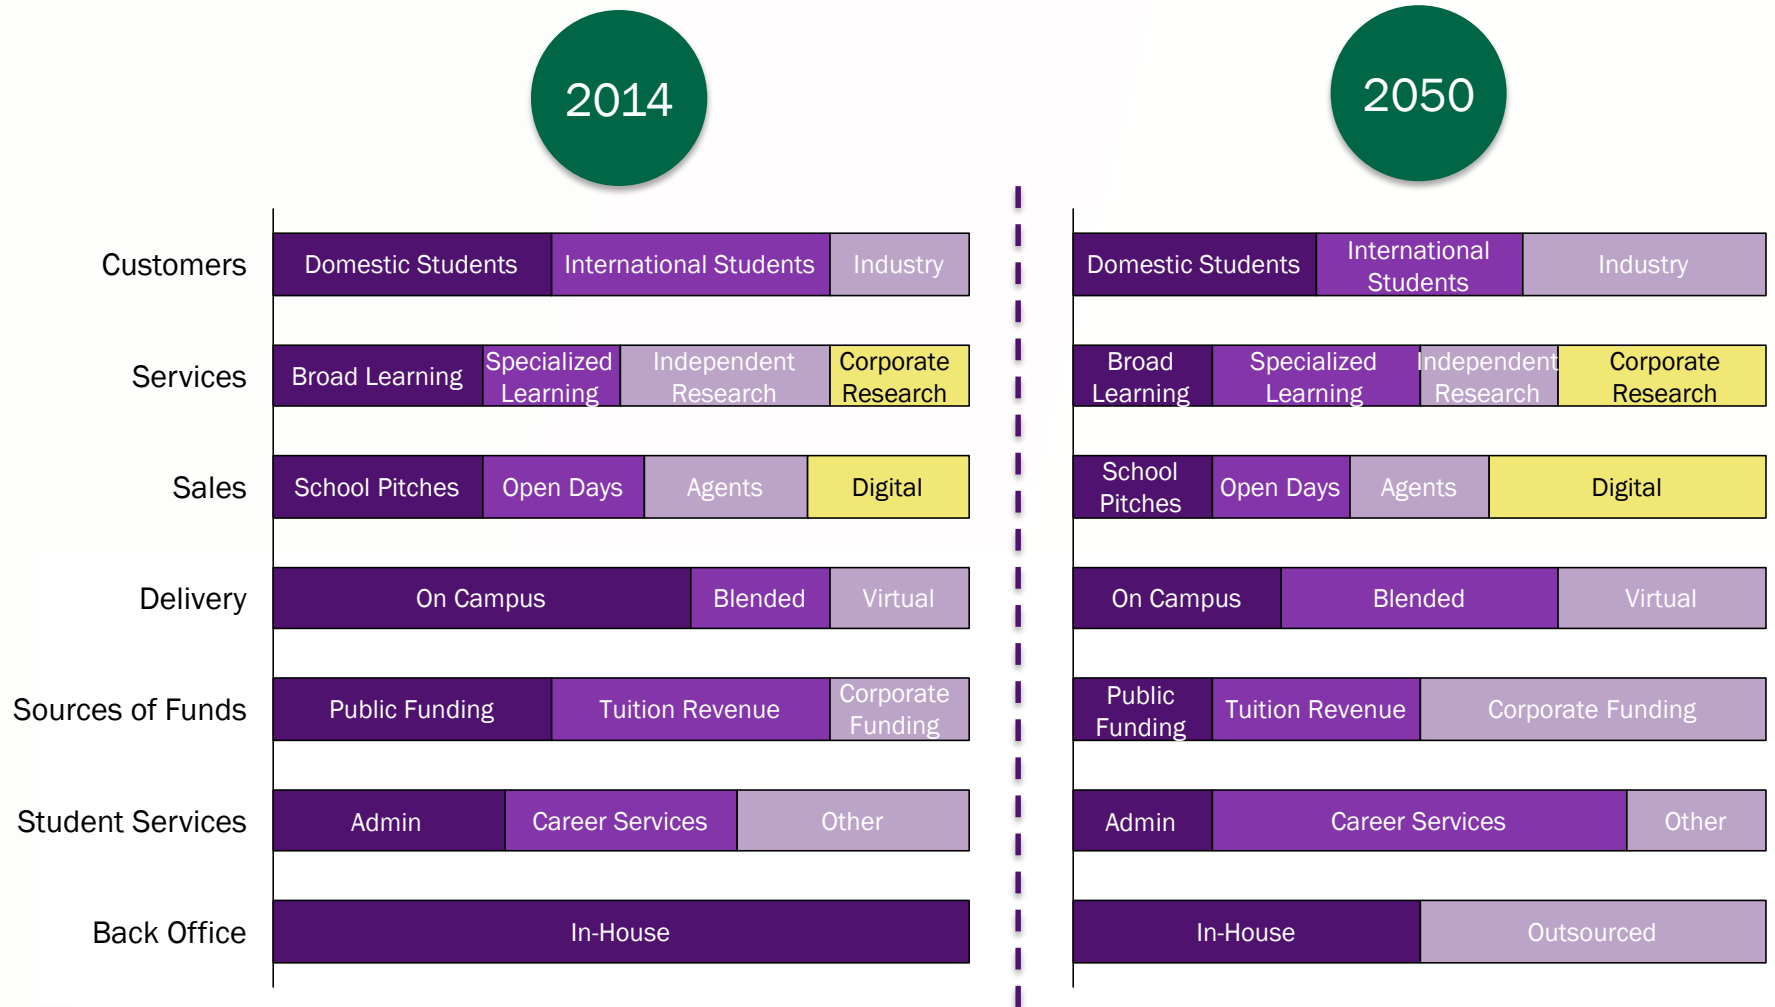 2014
2050
Customers
Domestic Students
International Students
Industry
Domestic Students
International
Students
Industry
Services
Broad Learning
Specialized
Learning
Independent
Research
Corporate
Research
Broad
Learning
Specialized
Learning
Independent
Research
Corporate
Research
Sales
School Pitches
Open Days
Agents
Digital
School
Pitches
Open Days
Agents
Digital
Delivery
On Campus
Blended
Virtual
On Campus
Blended
Virtual
Sources of Funds
Public Funding
Tuition Revenue
Corporate
Funding
Public
Funding
Tuition Revenue
Corporate Funding
Student Services
Admin
Career Services
Other
Admin
Career Services
Other
Back Office
In-House
In-House
Outsourced